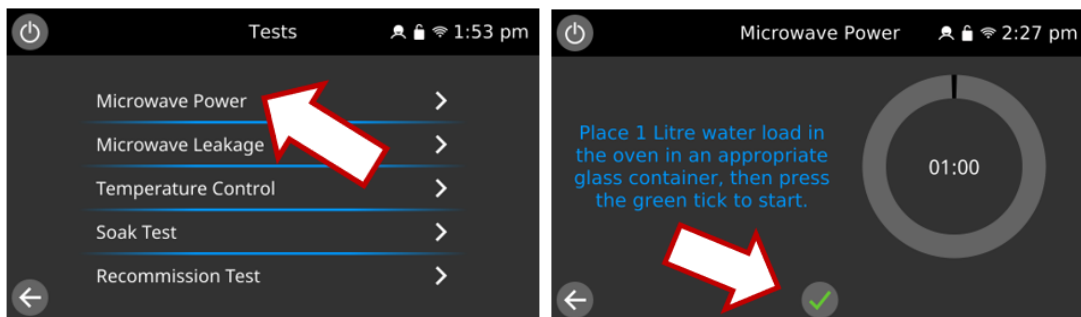 Tests
1:53 pm
Microwave Power
Microwave Leakage
Temperature Control
Soak Test
Recommission Test
Microwave Power
2:27 pm
Place 1 Litre water load in
the oven in an appropriate
glass container, then press
the green tick to start.
01:00